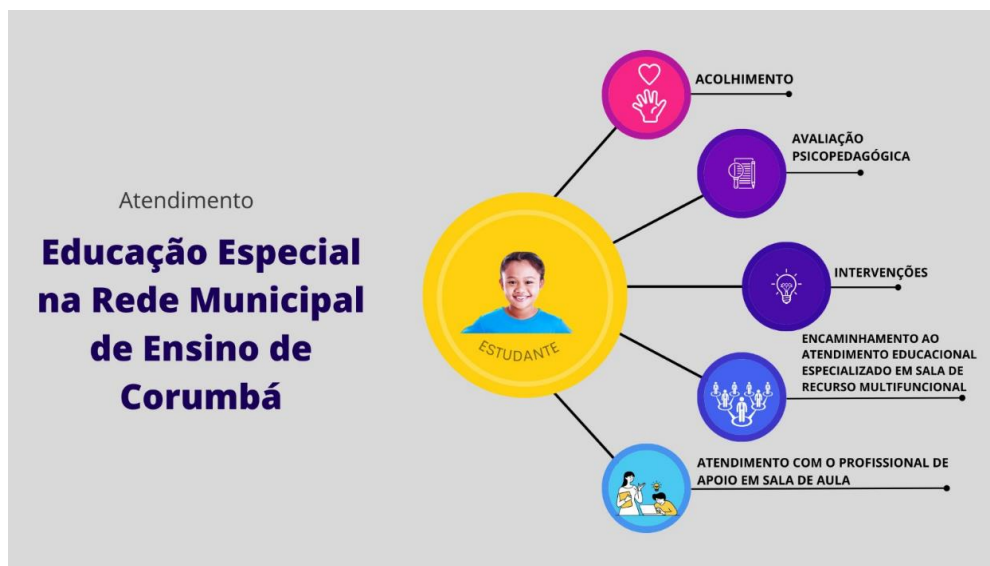 Atendimento
Educação Especial
na Rede Municipal
de Ensino de
Corumbá
ESTUDANTE
ACOLHIMENTO
AVALIAÇÃO
PSICOPEDAGÓGICA
INTERVENÇÕES
ENCAMINHAMENTO AO
ATENDIMENTO EDUCACIONAL
ESPECIALIZADO EM SALA DE
RECURSO MULTIFUNCIONAL
ATENDIMENTO COM O PROFISSIONAL DE
APOIO EM SALA DE AULA